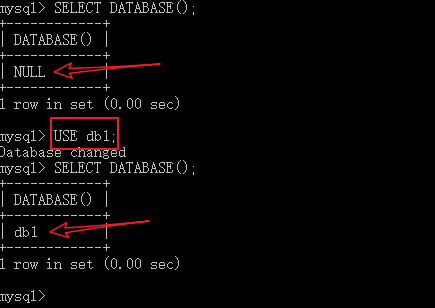 mysql> SELECT DATABASE();
+------------+
| DATABASE() |
+------------+
| NULL       |
+------------+
1 row in set (0.00 sec)
mysql> USE db1;
Database changed
mysql> SELECT DATABASE();
+------------+
| DATABASE() |
+------------+
| db1        |
+------------+
1 row in set (0.00 sec)
mysql>